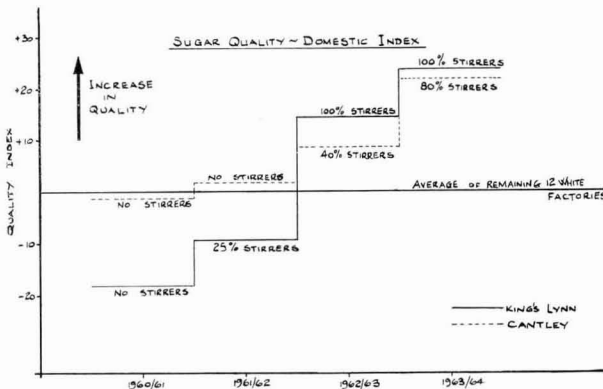 SUGAR QUALITY ~ DOMESTIC INDEX
+30
+20
+10
-10
-20
QUALITY INDEX
INCREASE
IN
QUALITY
100% STIRRERS
80% STIRRERS
100% STIRRERS
40% STIRRERS
NO STIRRERS
AVERAGE OF REMAINING 12 WHITE
FACTORIES
NO STIRRERS
25% STIRRERS
NO STIRRERS
KING'S LYNN
CANTLEY
1960/61
1961/62
1962/63
1963/64